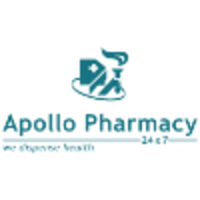 Apollo Pharmacy
24x7
we dispense health